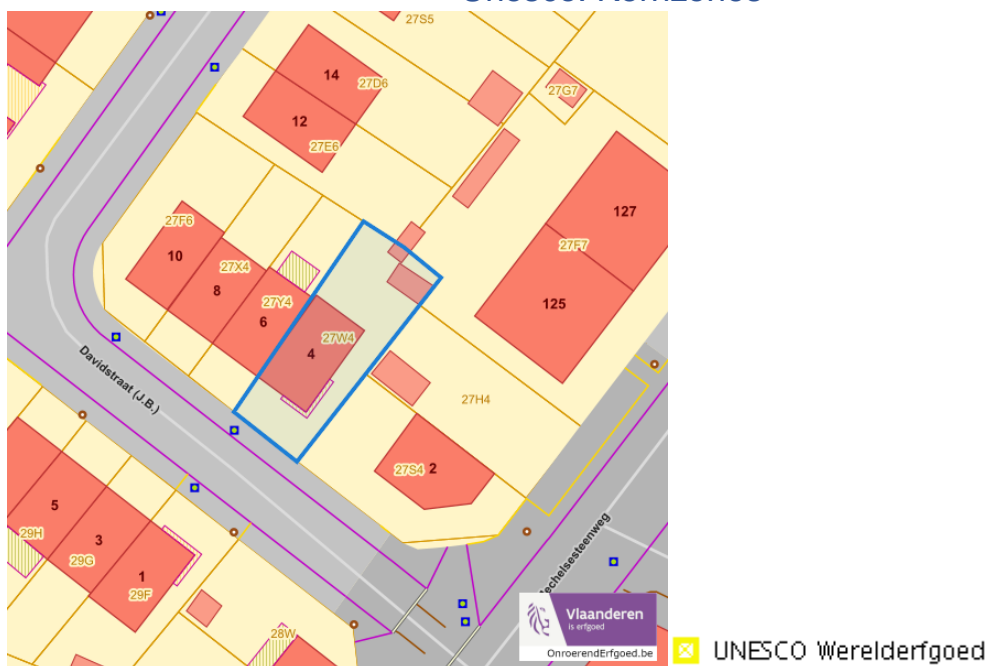 27S5
14
27D6
27G7
12
27E6
127
27F6
27F7
10
27X4
8
27Y4
125
6
27W4
4
Davidstraat (J.B.)
27H4
27S4 2
5
29H
3
29G
1
29F
28W
Vlaanderen
is erfgoed
OnroerendErfgoed.be
UNESCO Werelderfgoed